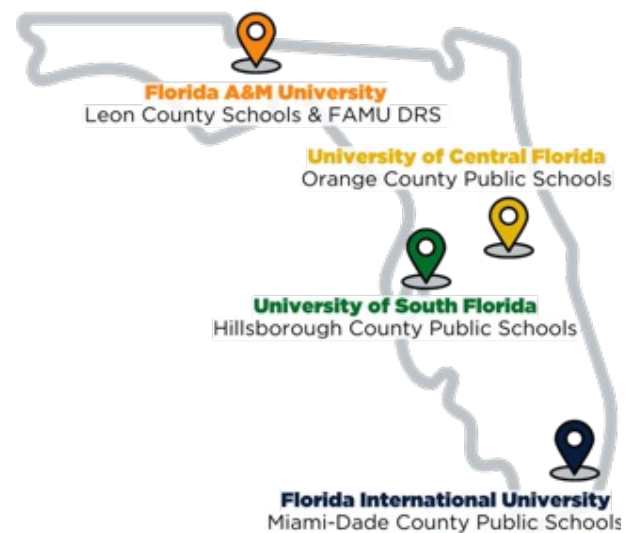 Florida A&M University
Leon County Schools & FAMU DRS
University of Central Florida
Orange County Public Schools
University of South Florida
Hillsborough County Public Schools
Florida International University
Miami-Dade County Public Schools